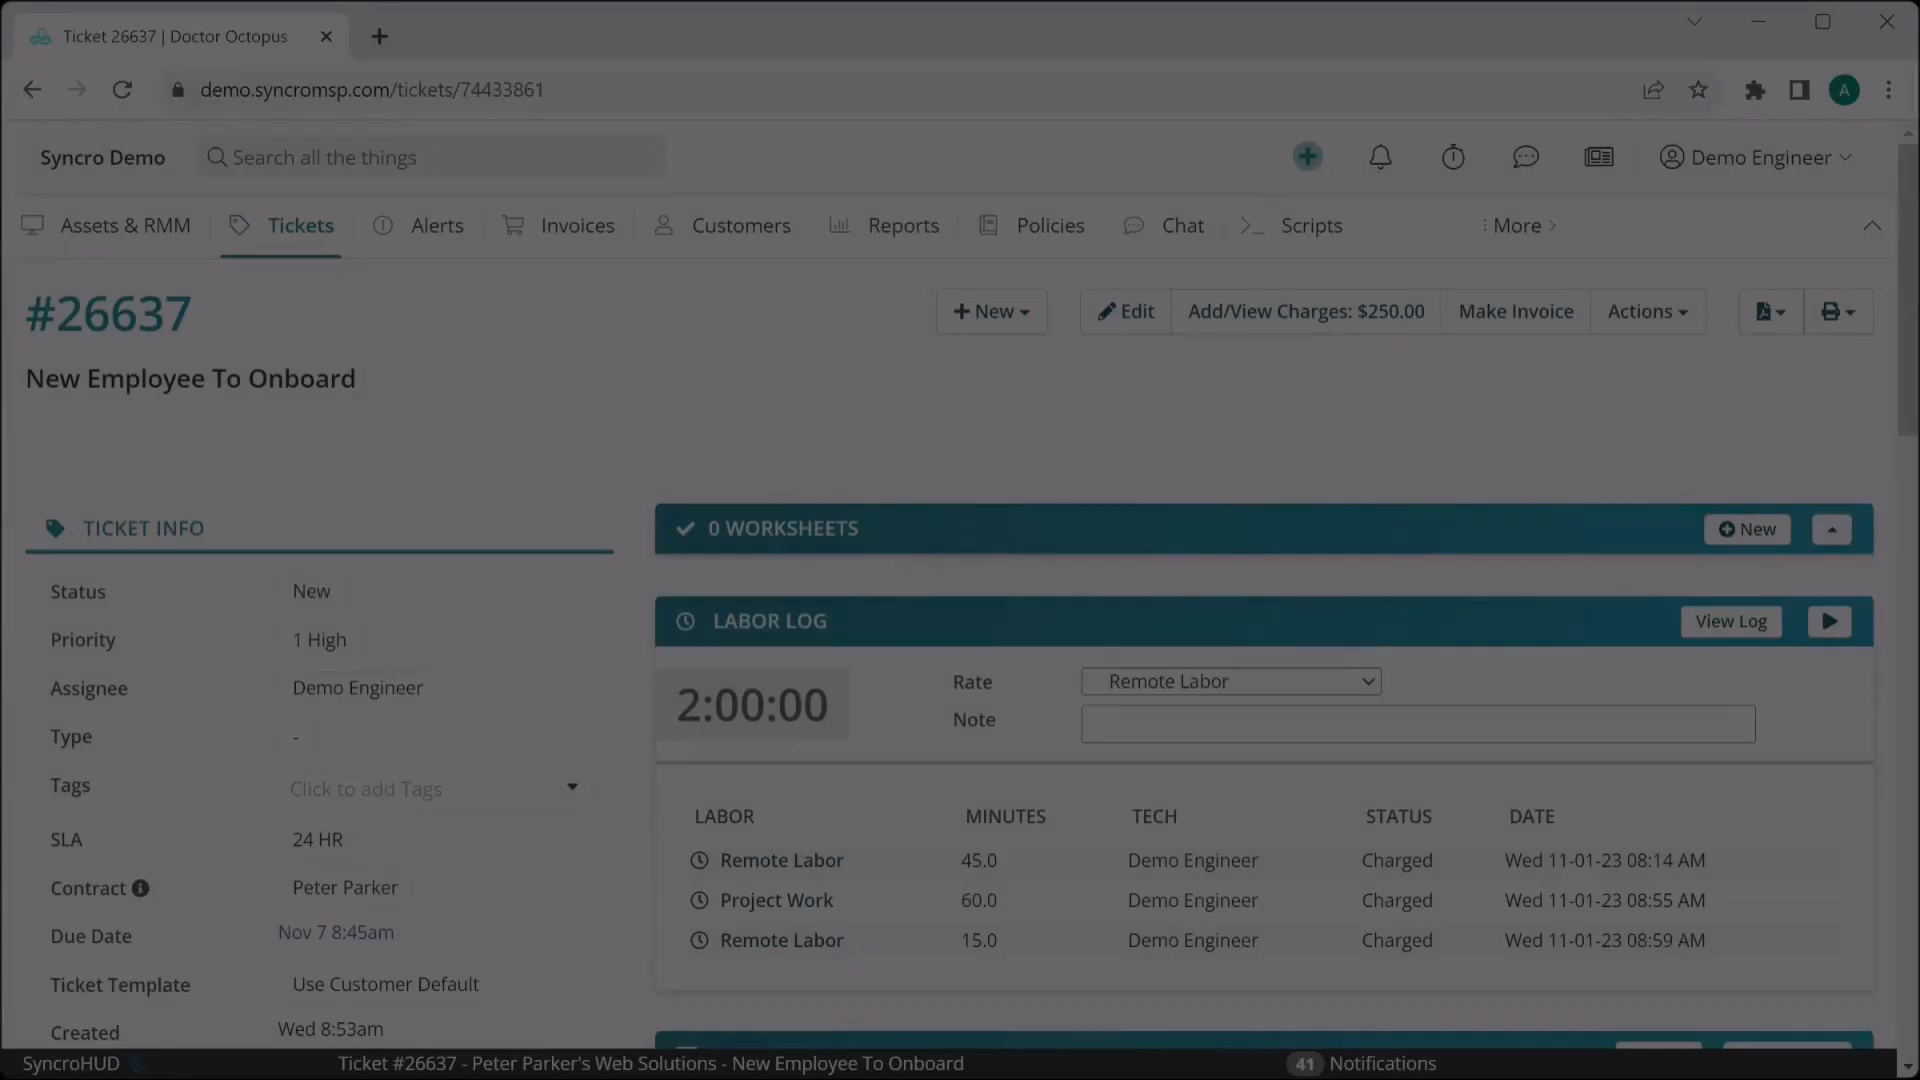 Ticket 26637 | Doctor Octopus
demo.syncromsp.com/tickets/74433861
A
Syncro Demo
Search all the things
Demo Engineer
Assets & RMM
Tickets
Alerts
Invoices
Customers
Reports
Policies
Chat
Scripts
More
#26637
New
Edit
Add/View Charges: $250.00
Make Invoice
Actions
New Employee To Onboard
TICKET INFO
Status New
Priority 1 High
Assignee Demo Engineer
Type -
Tags Click to add Tags
SLA 24 HR
Contract Peter Parker
Due Date Nov 7 8:45am
Ticket Template Use Customer Default
Created Wed 8:53am
0 WORKSHEETS
New
LABOR LOG
View Log
2:00:00
Rate Remote Labor
Note
LABOR MINUTES TECH STATUS DATE
Remote Labor 45.0 Demo Engineer Charged Wed 11-01-23 08:14 AM
Project Work 60.0 Demo Engineer Charged Wed 11-01-23 08:55 AM
Remote Labor 15.0 Demo Engineer Charged Wed 11-01-23 08:59 AM
SyncroHUD
Ticket #26637 - Peter Parker's Web Solutions - New Employee To Onboard
41 Notifications